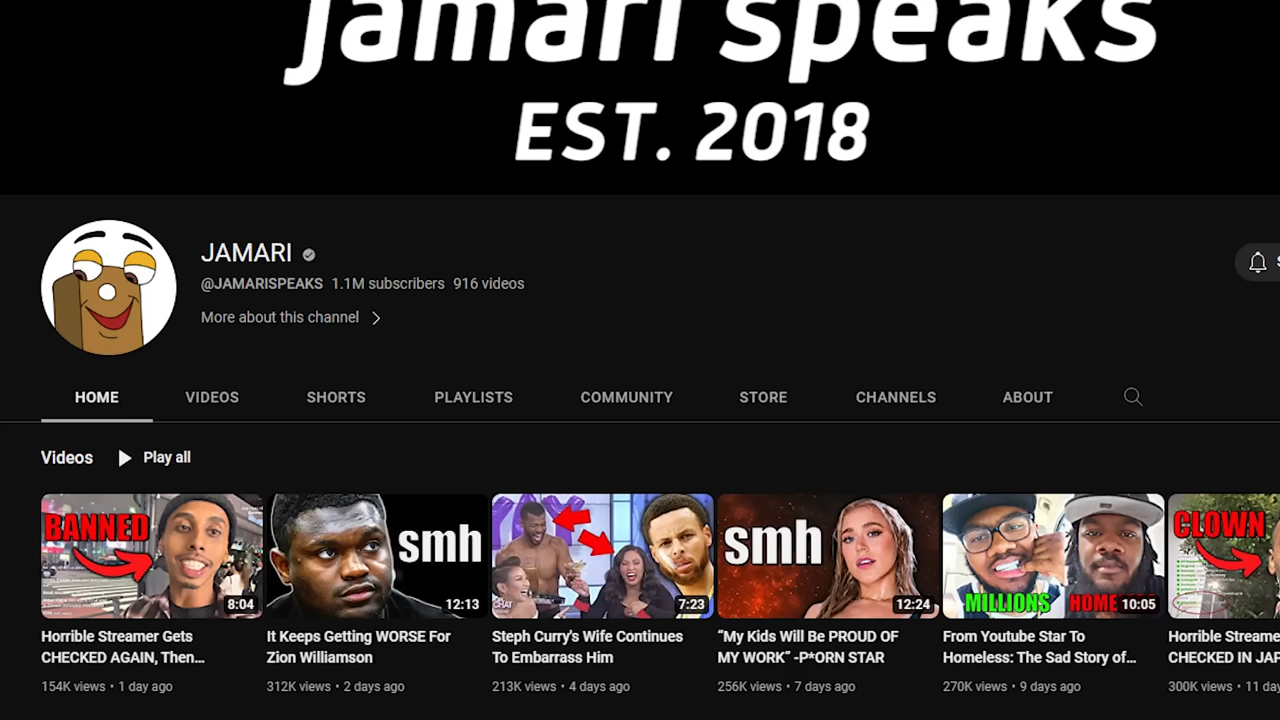 jamari speaks
EST. 2018
JAMARI
@JAMARISPEAKS 1.1M subscribers 916 videos
More about this channel
HOME VIDEOS SHORTS PLAYLISTS COMMUNITY STORE CHANNELS ABOUT
Videos Play all
BANNED
8:04
smh
12:13
CHAT
7:23
smh
12:24
MILLIONS
10:05
CLOWN
Horrible Streamer Gets
CHECKED AGAIN, Then...
154K views • 1 day ago
It Keeps Getting WORSE For
Zion Williamson
312K views • 2 days ago
Steph Curry's Wife Continues
To Embarrass Him
213K views • 4 days ago
“My Kids Will Be PROUD OF
MY WORK” -P*ORN STAR
256K views • 7 days ago
From Youtube Star To
Homeless: The Sad Story of...
270K views • 9 days ago
Horrible
CHECKED IN
300K views • 11